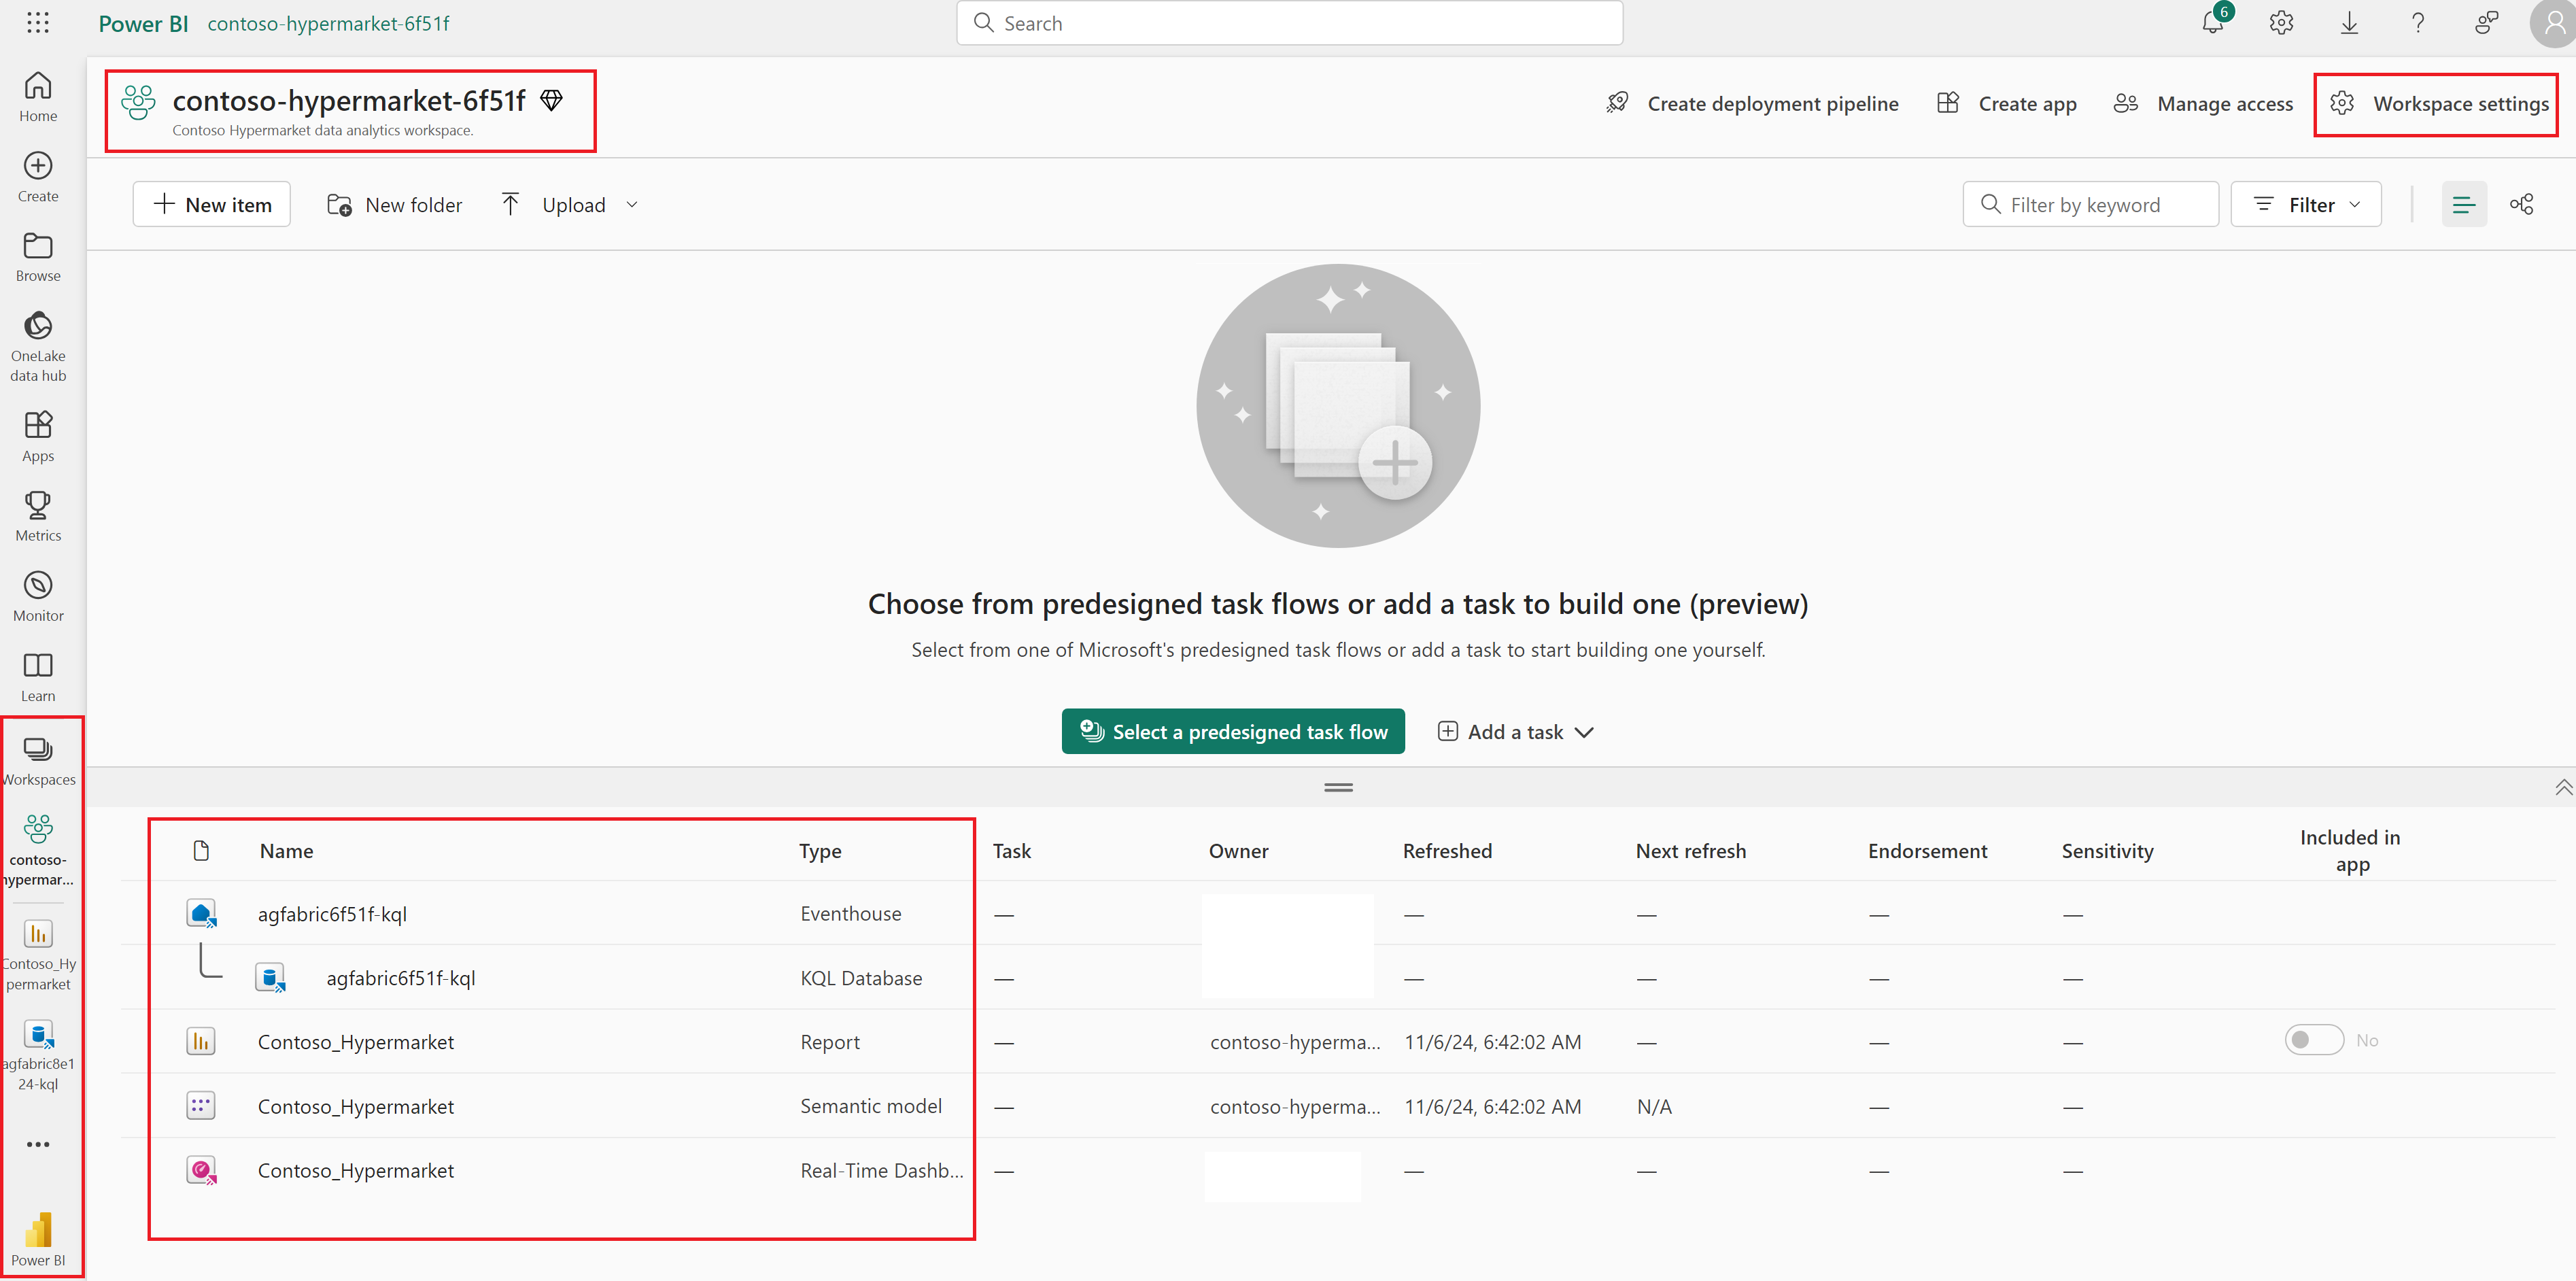 Power BI contoso-hypermarket-6f51f
Search
6
contoso-hypermarket-6f51f
Contoso Hypermarket data analytics workspace.
Create deployment pipeline Create app Manage access Workspace settings
New item New folder Upload
Filter by keyword Filter
Home
Create
Browse
OneLake
data hub
Apps
Metrics
Monitor
Learn
Workspaces
contoso-
hypermar...
Contoso_Hy
permarket
agfabric8e1
24-kql
Power BI
Choose from predesigned task flows or add a task to build one (preview)
Select from one of Microsoft's predesigned task flows or add a task to start building one yourself.
Select a predesigned task flow Add a task
Name Type Task Owner Refreshed Next refresh Endorsement Sensitivity Included in
app
agfabric6f51f-kql Eventhouse — — — — —
agfabric6f51f-kql KQL Database — — — — —
Contoso_Hypermarket Report — contoso-hyperma... 11/6/24, 6:42:02 AM — — — No
Contoso_Hypermarket Semantic model — contoso-hyperma... 11/6/24, 6:42:02 AM N/A — —
Contoso_Hypermarket Real-Time Dashb... — — — — —